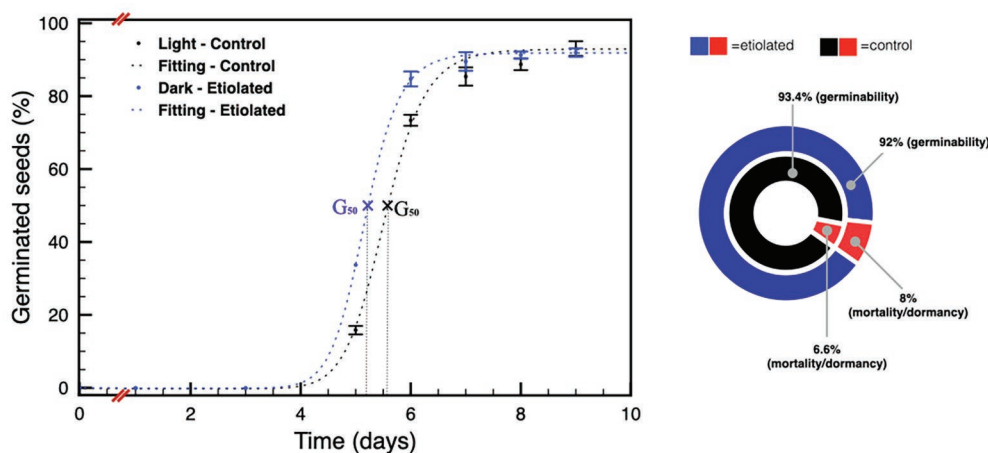 100
80
60
40
20
0
Germinated seeds (%)
Light - Control
Fitting - Control
Dark - Etiolated
Fitting - Etiolated
G50
G50
0
2
4
6
8
10
Time (days)
=etiolated
=control
93.4% (germinability)
92% (germinability)
8%
(mortality/dormancy)
6.6%
(mortality/dormancy)